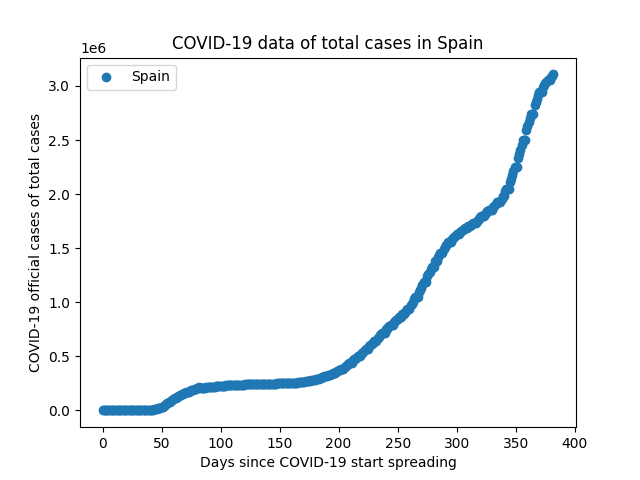 COVID-19 data of total cases in Spain
1e6
Spain
3.0
2.5
2.0
1.5
1.0
0.5
0.0
COVID-19 official cases of total cases
0 50 100 150 200 250 300 350 400
Days since COVID-19 start spreading